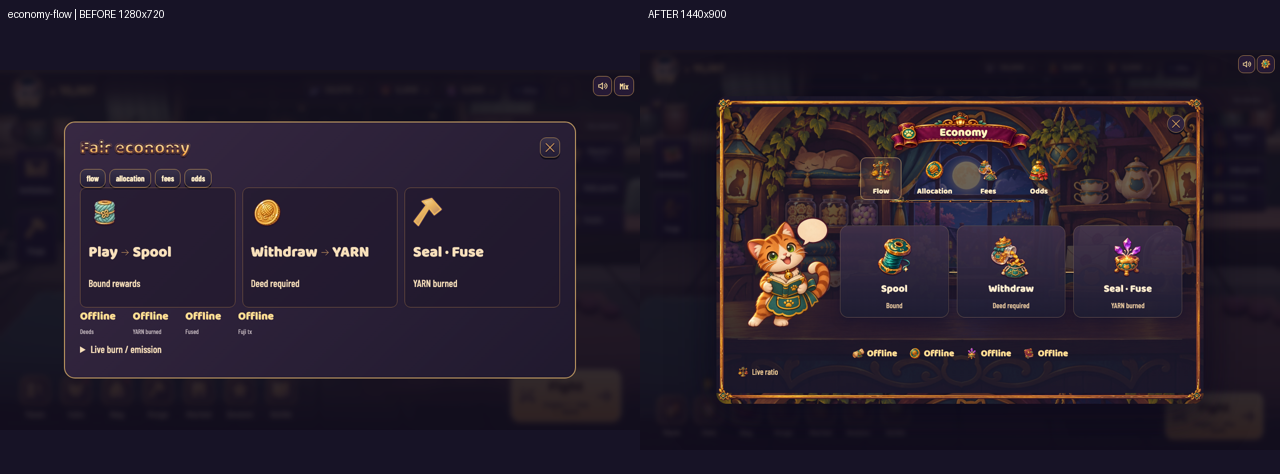 economy-flow | BEFORE 1280x720
AFTER 1440x900
Mix
Fair economy
flow allocation fees odds
Play → Spool
Bound rewards
Withdraw → YARN
Deed required
Seal · Fuse
YARN burned
Offline Offline Offline Offline
Deeds YARN burned Fused Fuji tx
Live burn / emission
Economy
Flow Allocation Fees Odds
Spool
Bound
Withdraw
Deed required
Seal · Fuse
YARN burned
Offline Offline Offline Offline
Live ratio